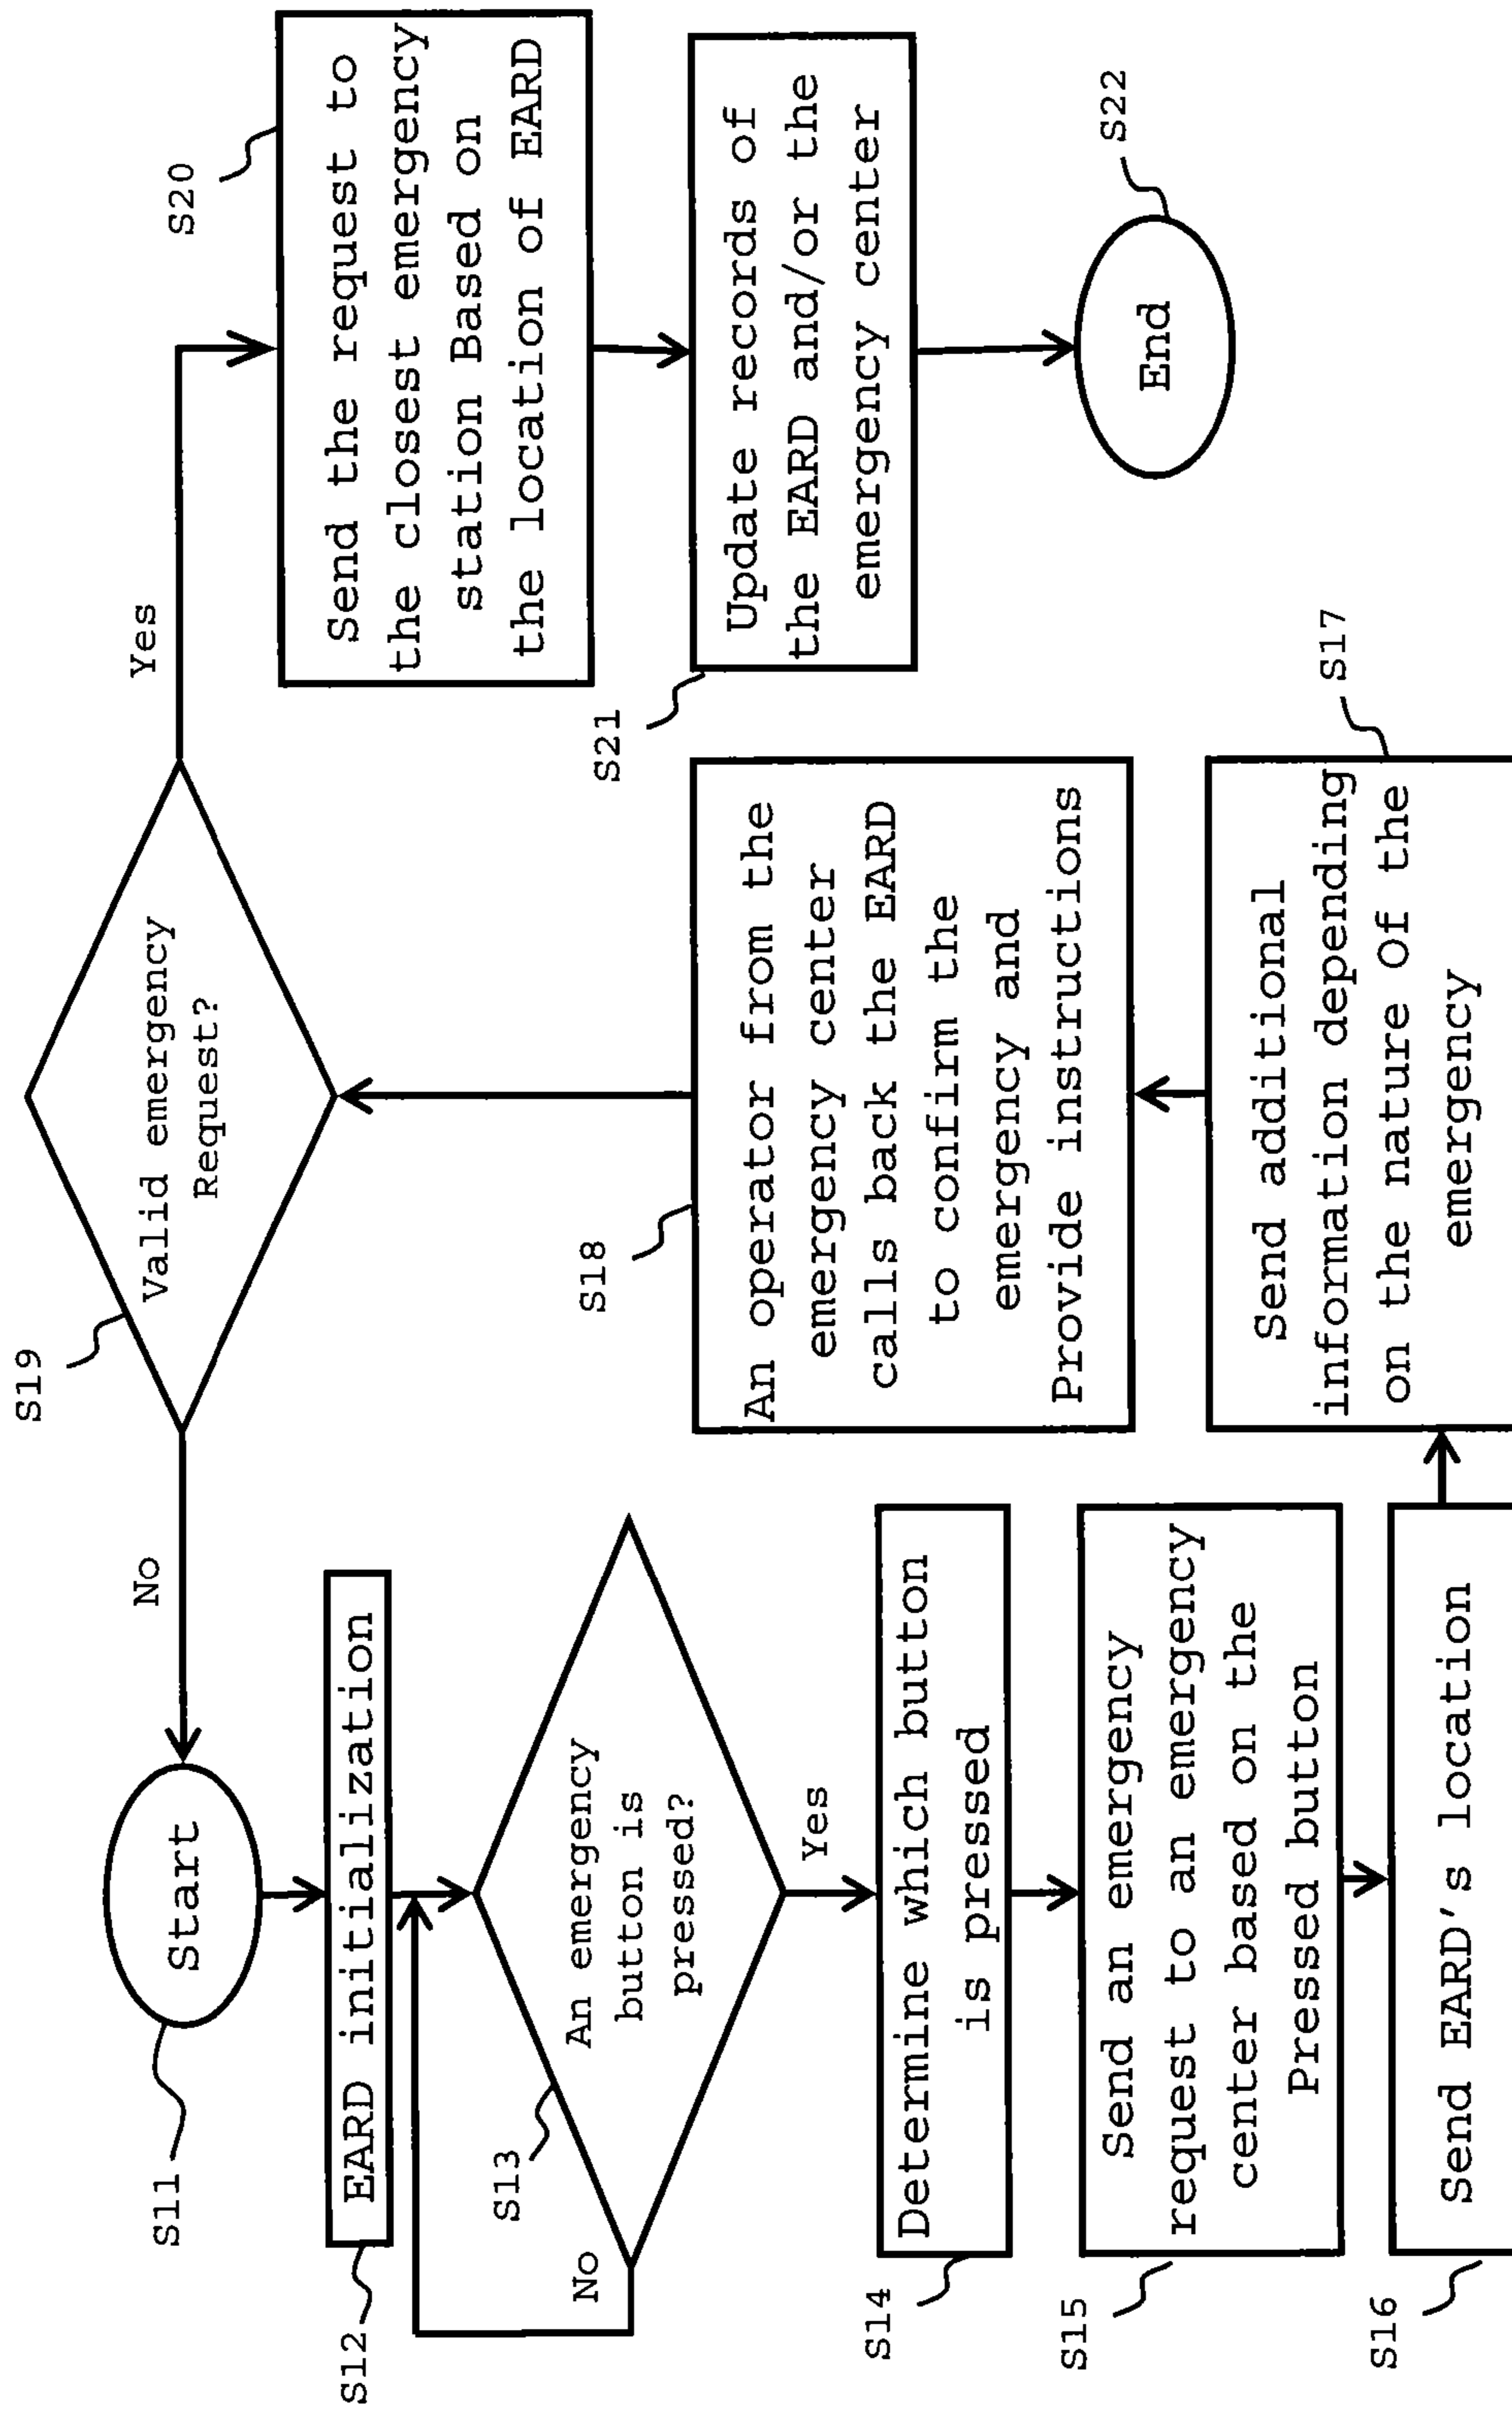 S11
Start
S12
EARD initialization
S13
An emergency
button is
pressed?
No
Yes
S14
Determine which button
is pressed
S15
Send an emergency
request to an emergency
center based on the
Pressed button
S16
Send EARD's location
S17
Send additional
information depending
on the nature of the
emergency
S18
An operator from the
emergency center
calls back the EARD
to confirm the
emergency and
Provide instructions
S19
Valid emergency
Request?
No
Yes
S20
Send the request to
the closest emergency
station Based on
the location of EARD
S21
Update records of
the EARD and/or the
emergency center
S22
End